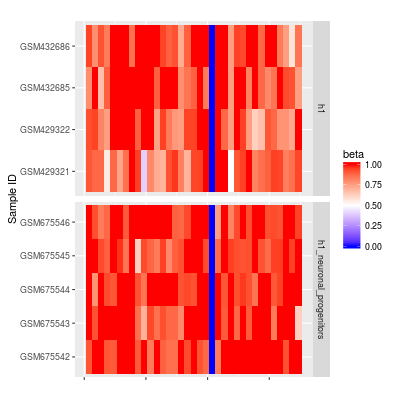 GSM432686
GSM432685
GSM429322
GSM429321
h1
GSM675546
GSM675545
GSM675544
GSM675543
GSM675542
h1_neuronal_progenitors
Sample ID
beta
1.00
0.75
0.50
0.25
0.00